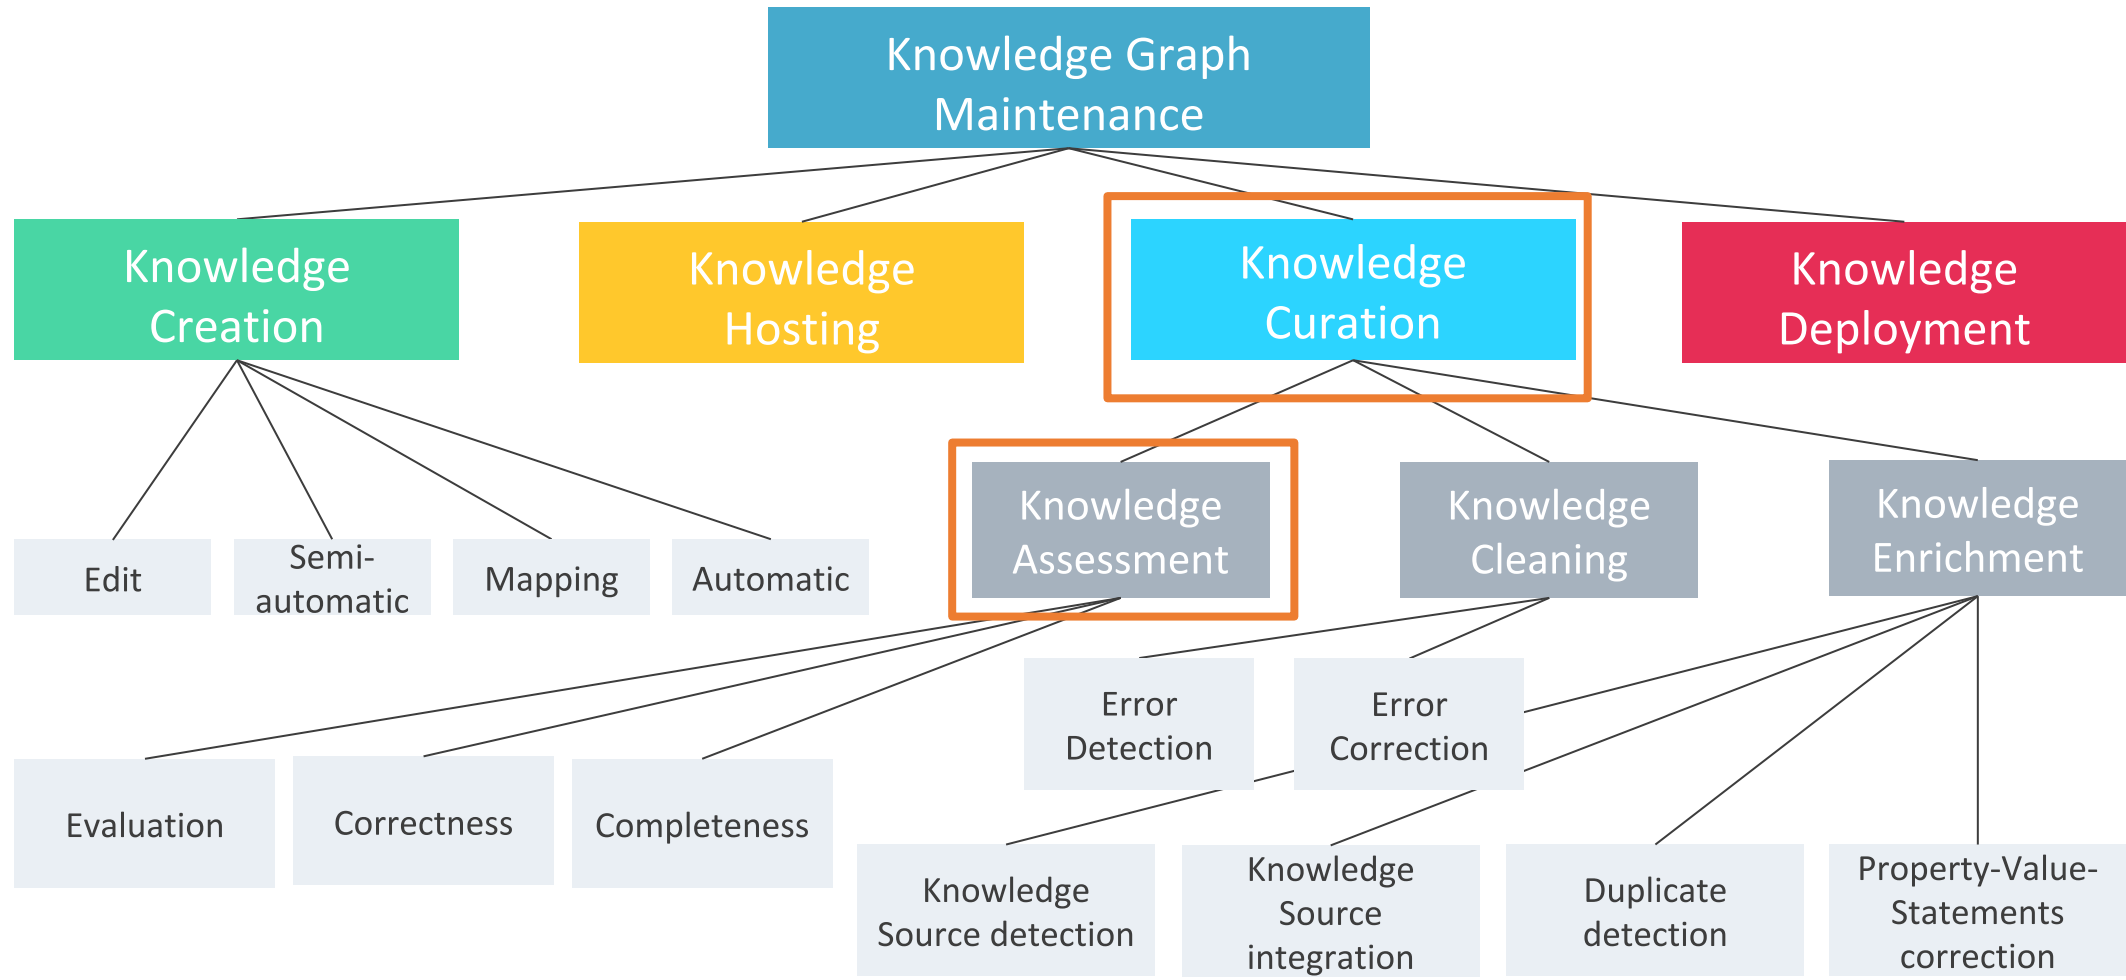 Knowledge Graph
Maintenance
Knowledge
Creation
Knowledge
Hosting
Knowledge
Curation
Knowledge
Deployment
Edit
Semi-
automatic
Mapping
Automatic
Knowledge
Assessment
Knowledge
Cleaning
Knowledge
Enrichment
Evaluation
Correctness
Completeness
Error
Detection
Error
Correction
Knowledge
Source detection
Knowledge
Source
integration
Duplicate
detection
Property-Value-
Statements
correction